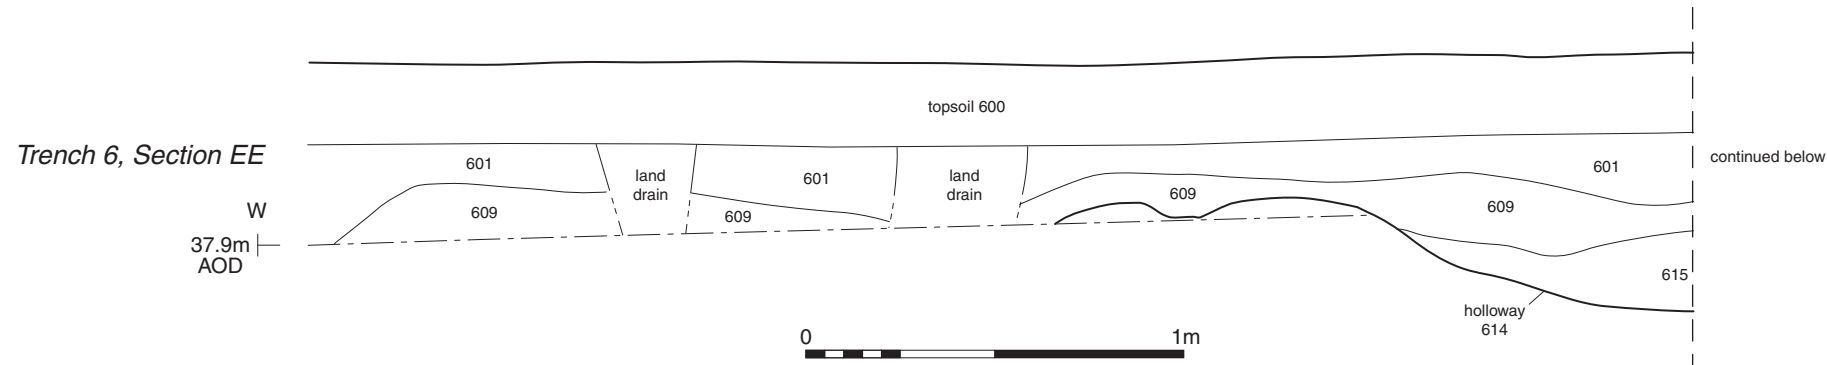 topsoil 600
Trench 6, Section EE
601
land
drain
601
land
drain
601
continued below
609
609
609
609
W
37.9m
AOD
615
holloway
614
0 1m